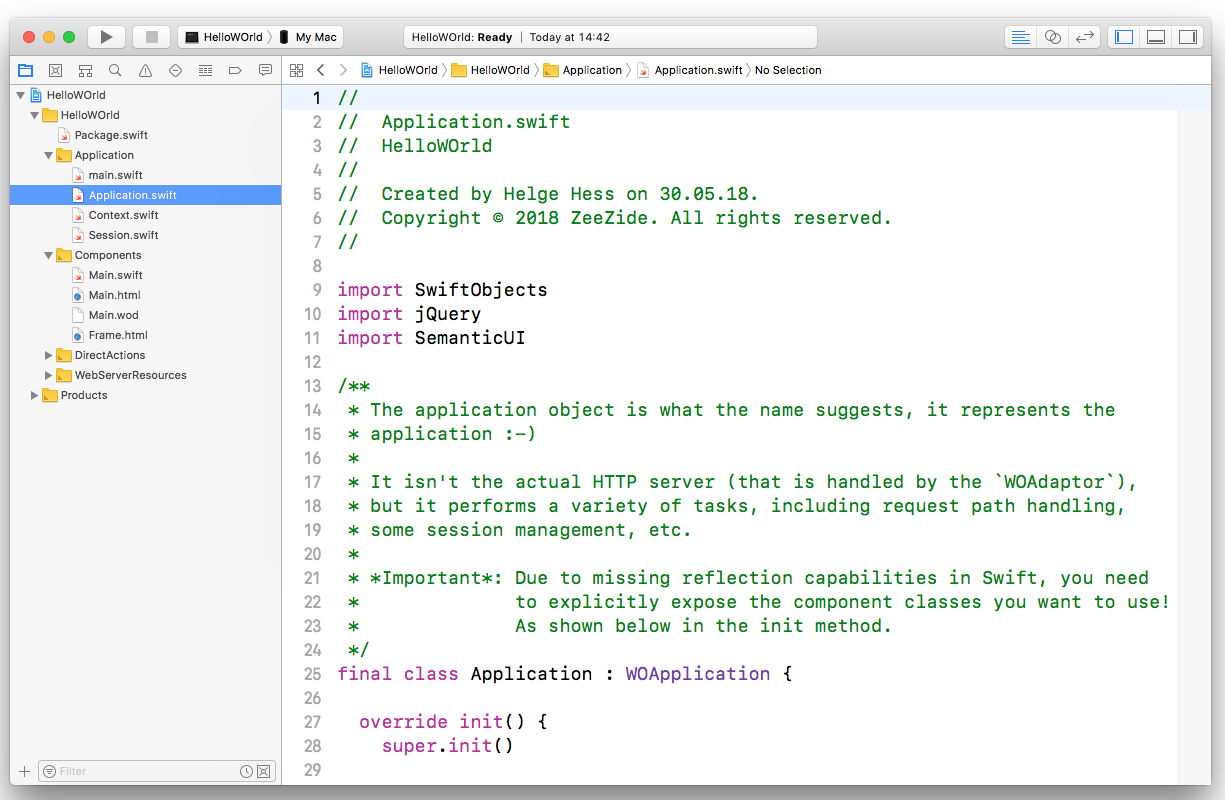 HelloWOrld
My Mac
HelloWOrld: Ready | Today at 14:42
HelloWOrld
HelloWOrld
Application
Application.swift
No Selection
HelloWOrld
HelloWOrld
Package.swift
Application
main.swift
Application.swift
Context.swift
Session.swift
Components
Main.swift
Main.html
Main.wod
Frame.html
DirectActions
WebServerResources
Products
Filter
1 //
2 //  Application.swift
3 //  HelloWOrld
4 //
5 //  Created by Helge Hess on 30.05.18.
6 //  Copyright © 2018 ZeeZide. All rights reserved.
7 //
8
9 import SwiftObjects
10 import jQuery
11 import SemanticUI
12
13 /**
14  * The application object is what the name suggests, it represents the
15  * application :-)
16  *
17  * It isn't the actual HTTP server (that is handled by the `WOAdaptor`),
18  * but it performs a variety of tasks, including request path handling,
19  * some session management, etc.
20  *
21  * *Important*: Due to missing reflection capabilities in Swift, you need
22  *              to explicitly expose the component classes you want to use!
23  *              As shown below in the init method.
24  */
25 final class Application : WOApplication {
26
27   override init() {
28     super.init()
29